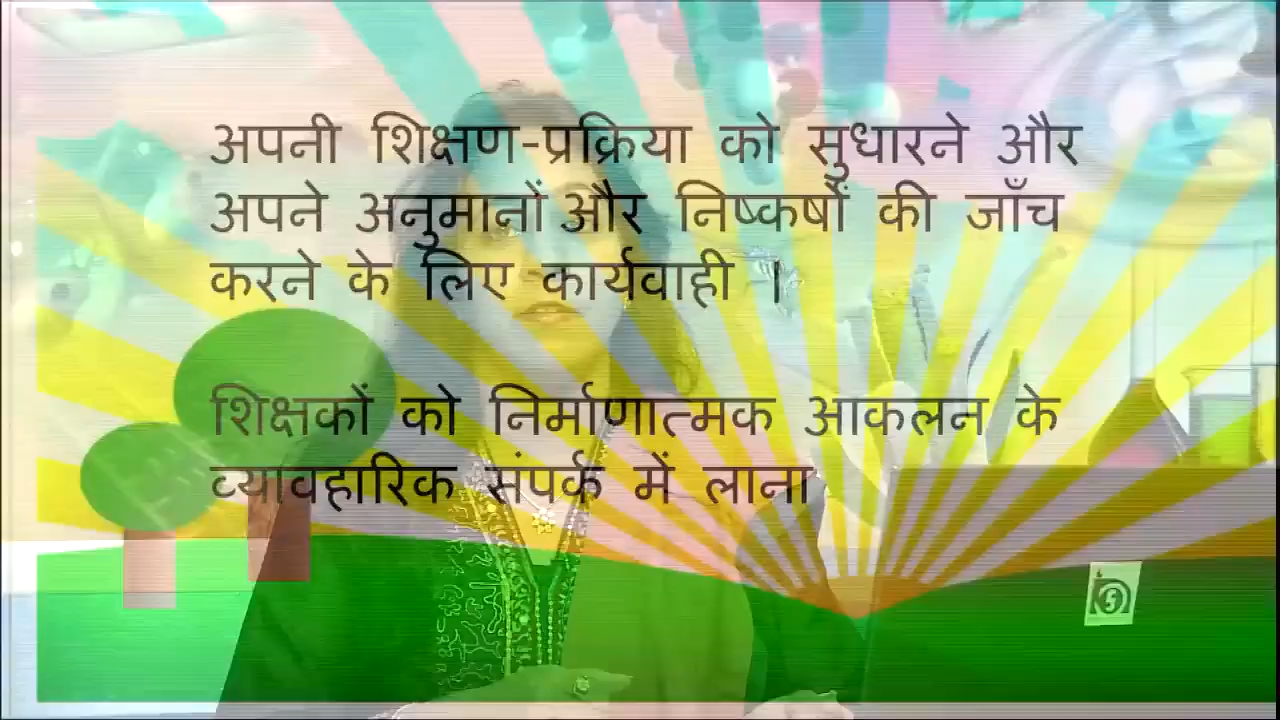 अपनी शिक्षण-प्रक्रिया को सुधारने और
अपने अनुमानों और निष्कर्षों की जाँच
करने के लिए कार्यवाही ।
शिक्षकों को निर्माणात्मक आकलन के
व्यावहारिक संपर्क में लाना